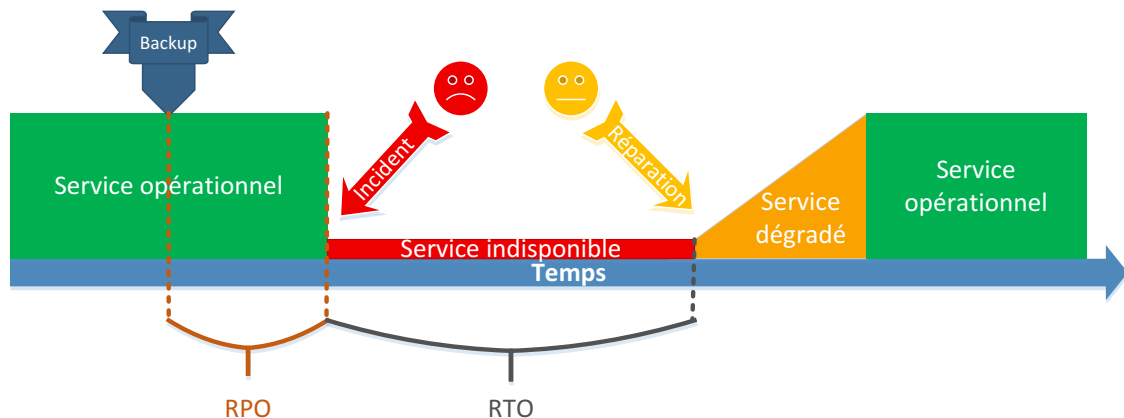 Backup
Incident
Réparation
Service opérationnel
Service indisponible
Service
dégradé
Service
opérationnel
Temps
RPO
RTO